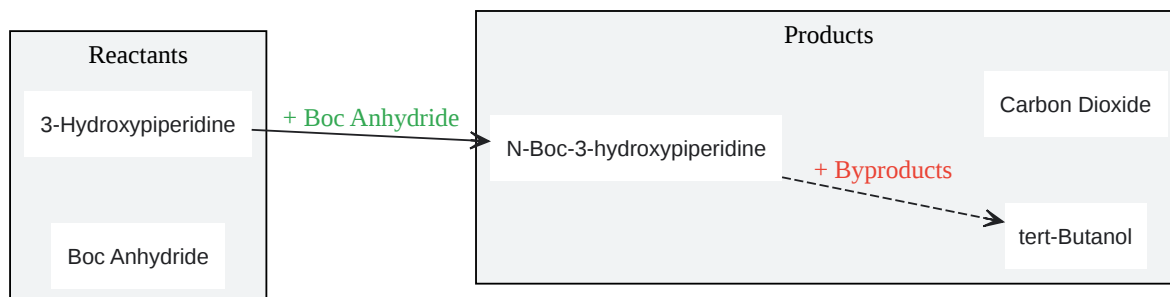 Reactants
3-Hydroxypiperidine
Boc Anhydride
+ Boc Anhydride
Products
N-Boc-3-hydroxypiperidine
+ Byproducts
Carbon Dioxide
tert-Butanol